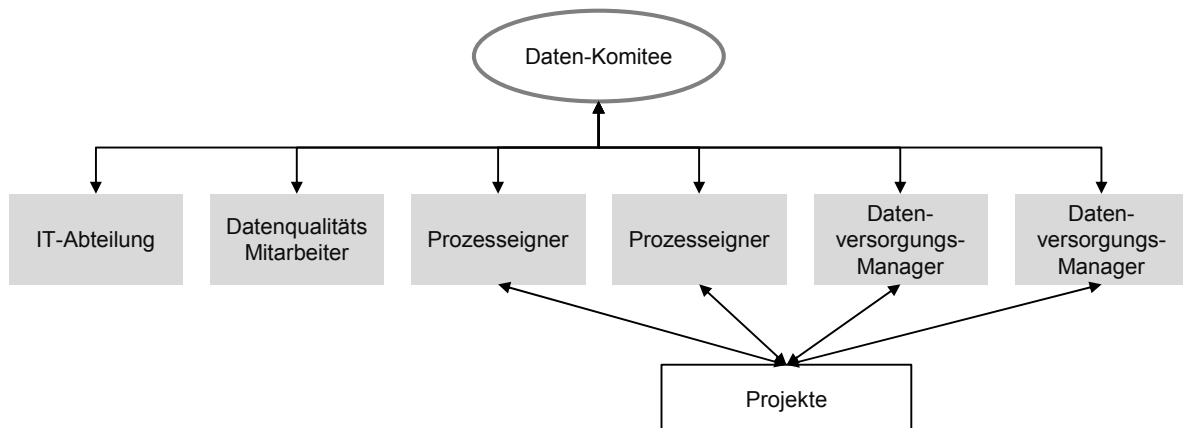 Daten-Komitee
IT-Abteilung
Datenqualitäts
Mitarbeiter
Prozesseigner
Prozesseigner
Daten-
versorgungs-
Manager
Daten-
versorgungs-
Manager
Projekte